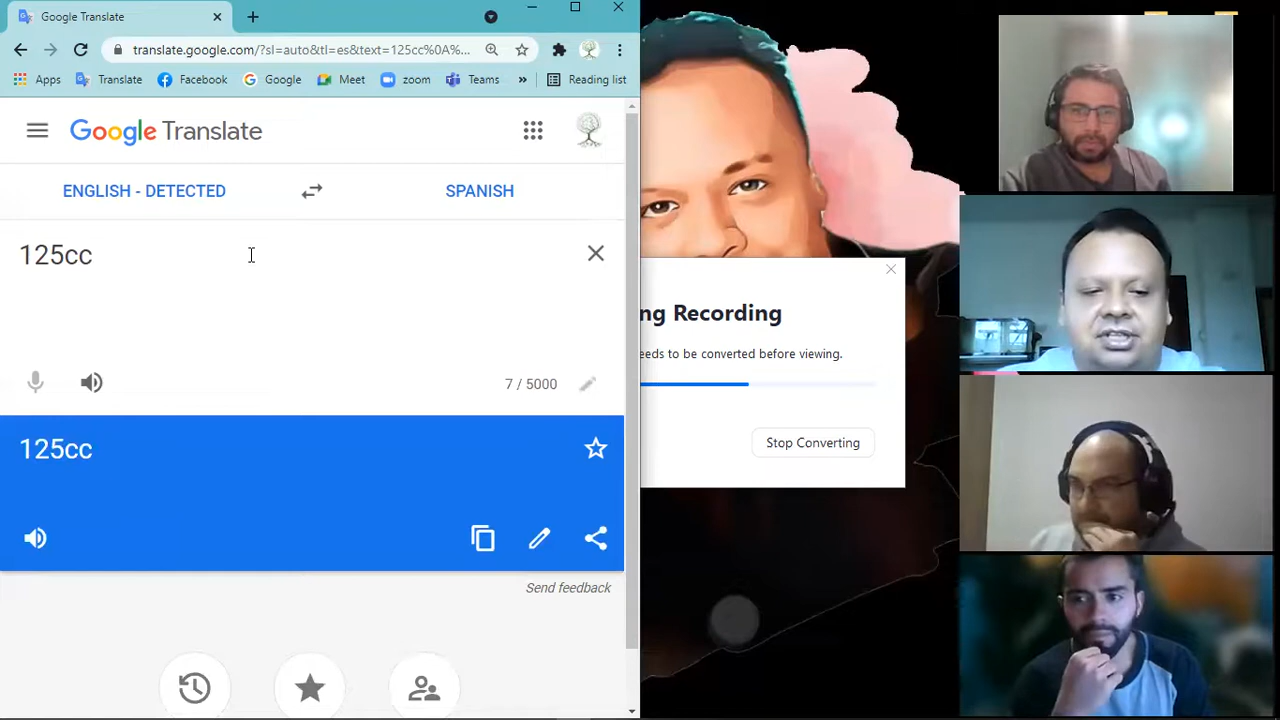 Google Translate
translate.google.com/?sl=auto&tl=es&text=125cc%0A%...
Apps Translate Facebook Google Meet zoom Teams » Reading list
Google Translate
ENGLISH - DETECTED SPANISH
125cc
7 / 5000
125cc
Send feedback
ng Recording
eeds to be converted before viewing.
Stop Converting